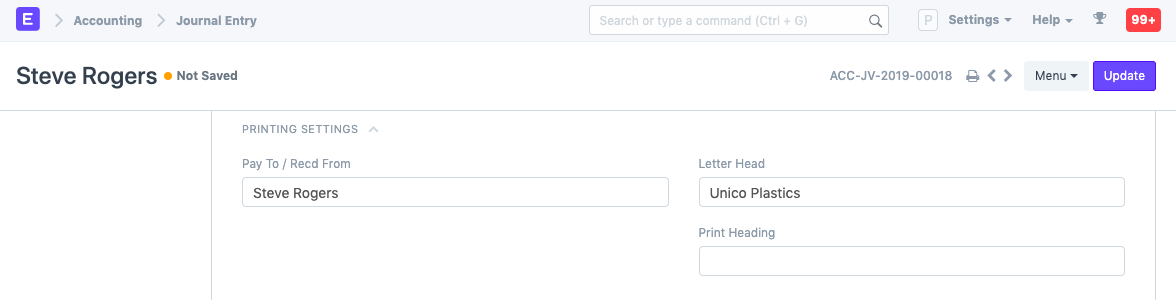 E Accounting Journal Entry Search or type a command (Ctrl + G) P Settings Help 99+
Steve Rogers Not Saved ACC-JV-2019-00018 Menu Update
PRINTING SETTINGS
Pay To / Recd From Letter Head
Steve Rogers Unico Plastics
Print Heading